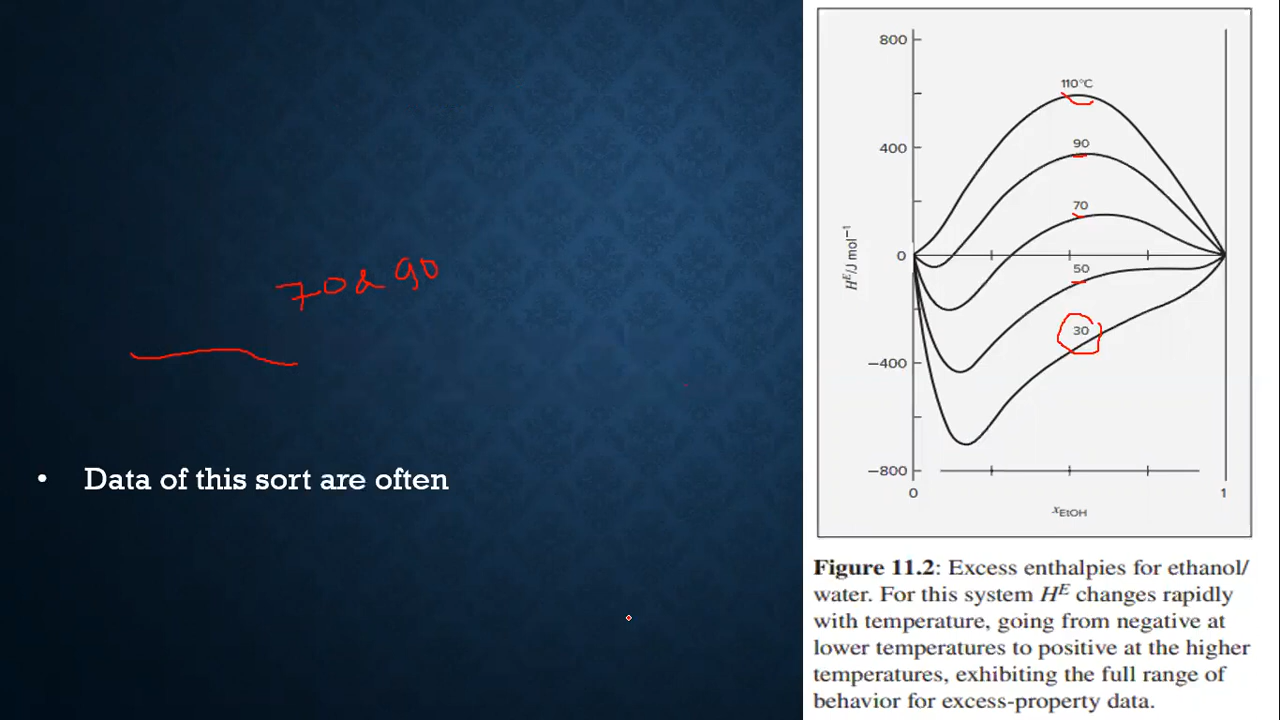 70 & 90
• Data of this sort are often
800
400
0
−400
−800
H^E/J mol⁻¹
110°C
90
70
50
30
0
1
x_EtOH
Figure 11.2: Excess enthalpies for ethanol/
water. For this system H^E changes rapidly
with temperature, going from negative at
lower temperatures to positive at the higher
temperatures, exhibiting the full range of
behavior for excess-property data.